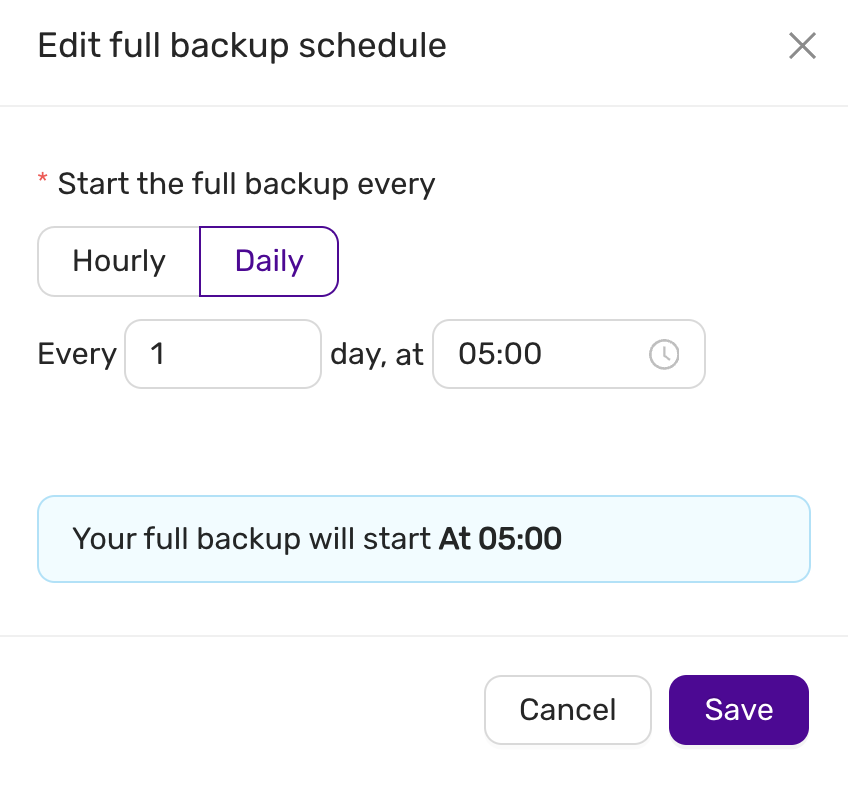 Edit full backup schedule
* Start the full backup every
Hourly Daily
Every 1 day, at 05:00
Your full backup will start At 05:00
Cancel Save